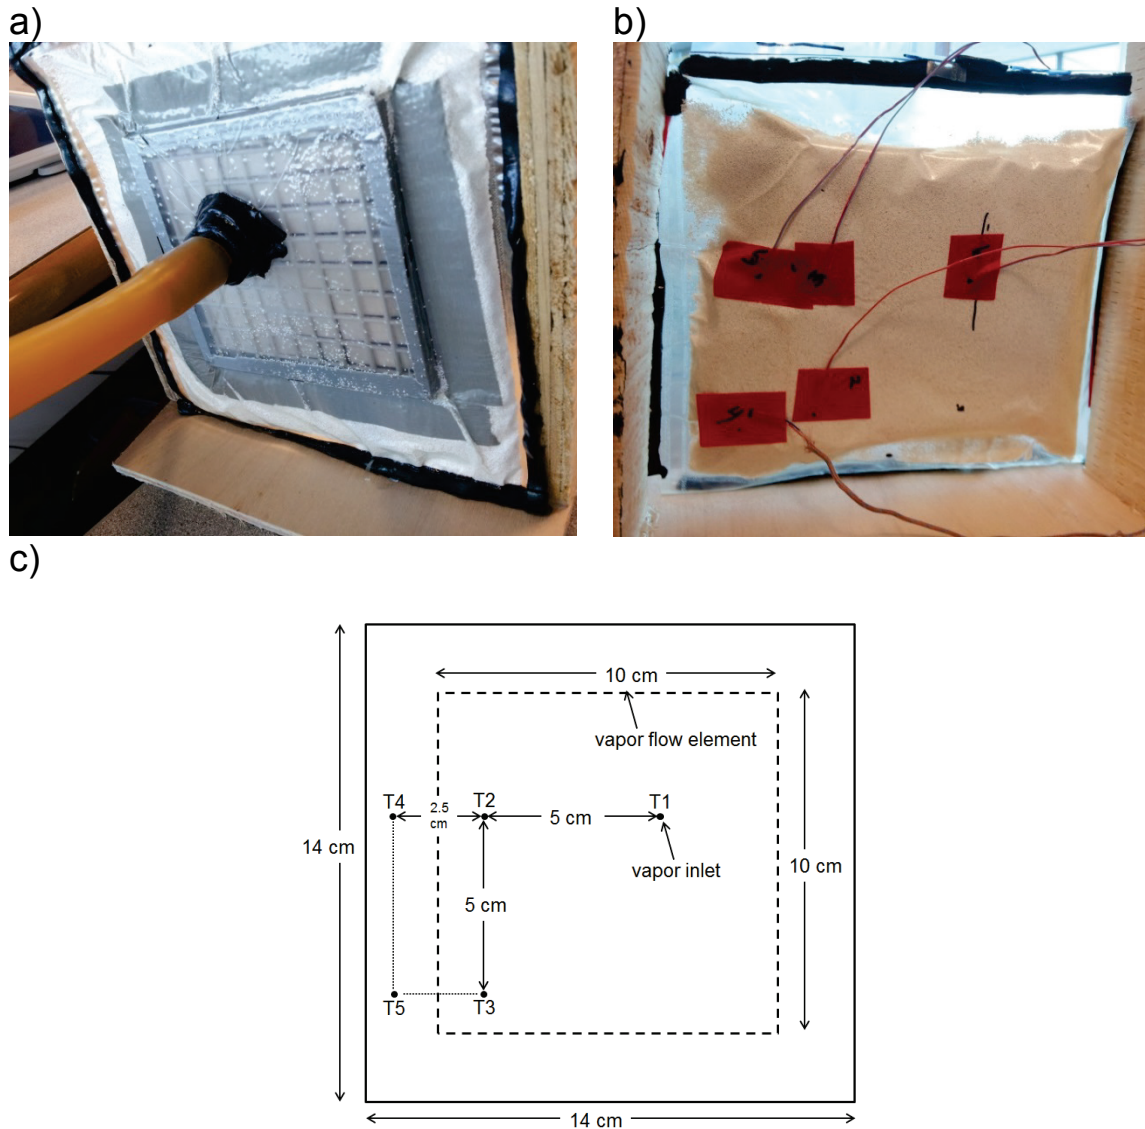 a)
b)
c)
10 cm
vapor flow element
T4
2.5
cm
T2
5 cm
T1
14 cm
vapor inlet
10 cm
5 cm
T5
T3
14 cm